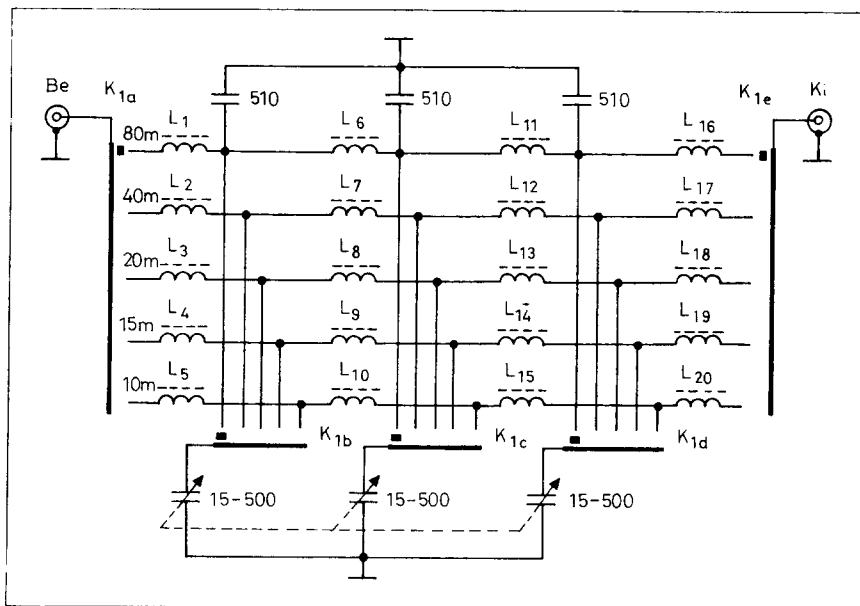 Be K1a 510 510 510 K1e Ki
80m L1 L6 L11 L16
40m L2 L7 L12 L17
20m L3 L8 L13 L18
15m L4 L9 L14 L19
10m L5 L10 L15 L20
K1b K1c K1d
15-500 15-500 15-500